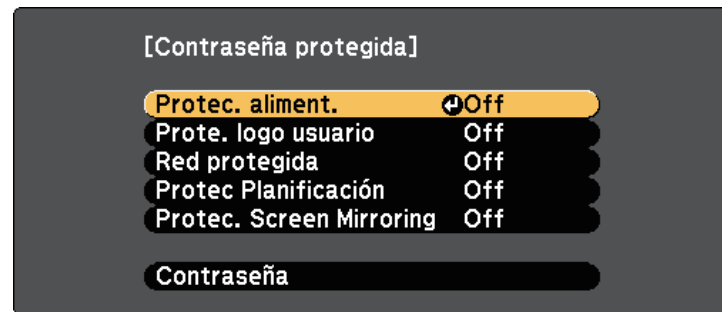 [Contraseña protegida]
Protec. aliment. Off
Prote. logo usuario Off
Red protegida Off
Protec Planificación Off
Protec. Screen Mirroring Off
Contraseña